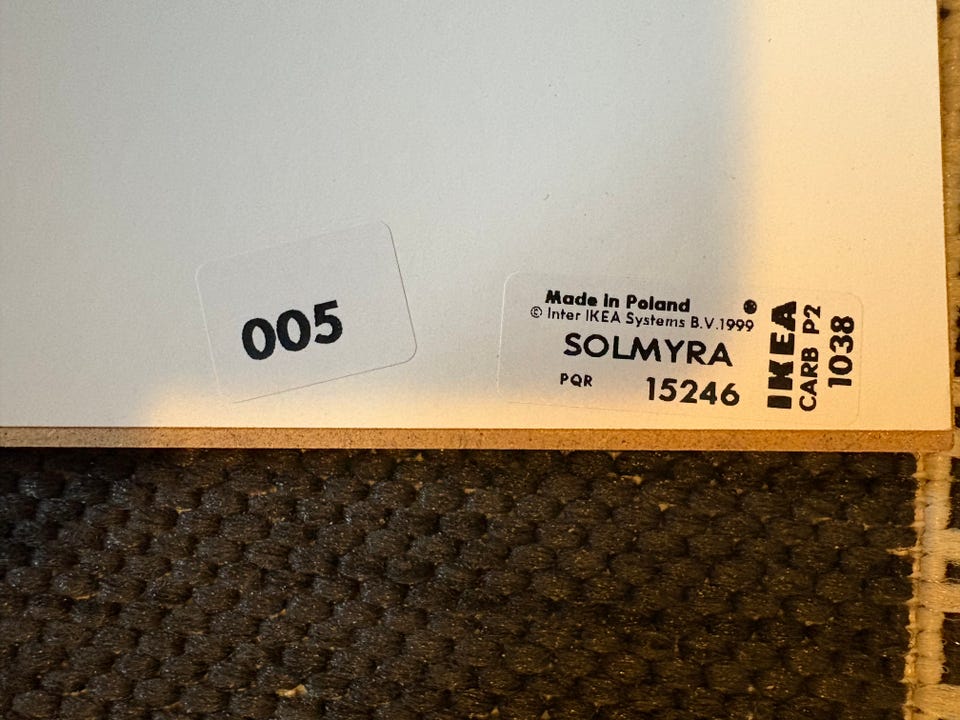 005
Made in Poland ®
© Inter IKEA Systems B.V.1999
SOLMYRA
PQR 15246
IKEA
CARB P2
1038